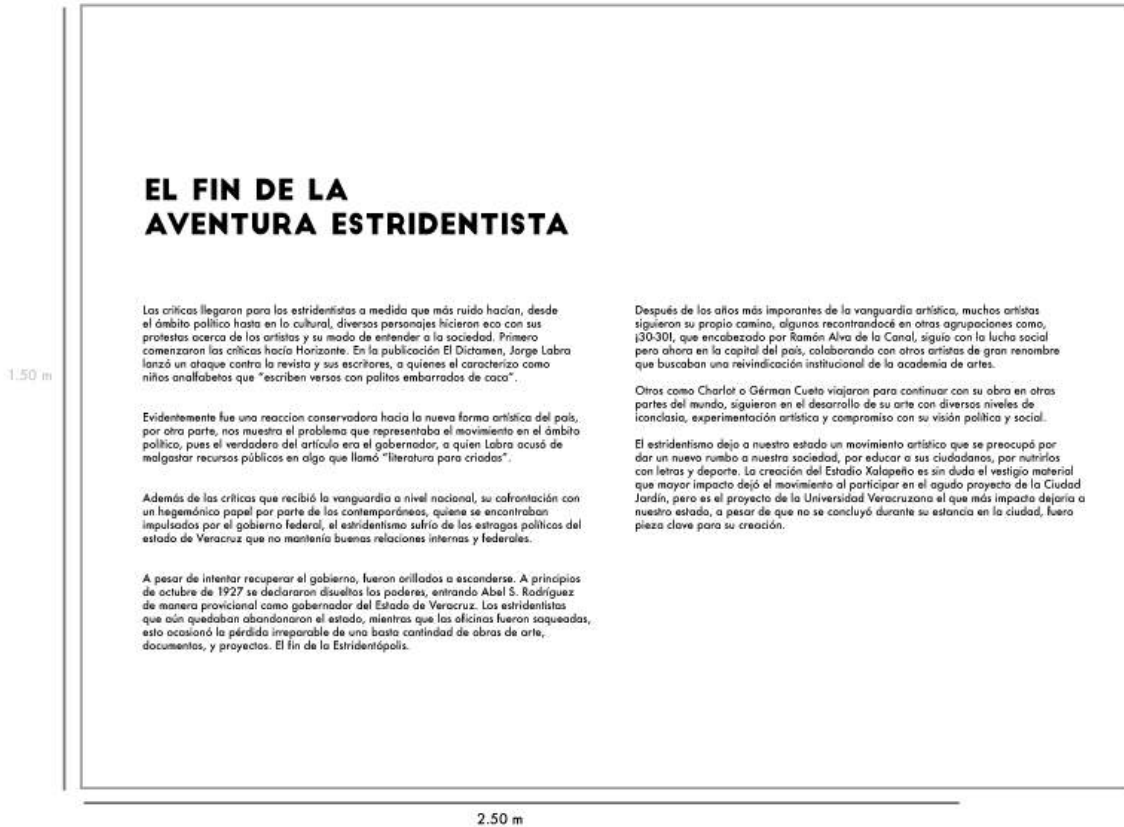 EL FIN DE LA
AVENTURA ESTRIDENTISTA
Las críticas llegaron para los estridentistas a medida que más ruido hacían, desde
el ámbito político hasta en lo cultural, diversos personajes hicieron eco con sus
protestas acerca de los artistas y su modo de entender a la sociedad. Primero
comenzaron las críticas hacía Horizonte. En la publicación El Dictamen, Jorge Labra
lanzó un ataque contra la revista y sus escritores, a quienes el caracterizo como
niños analfabetos que "escriben versos con palitos embarrados de caca".
Evidentemente fue una reaccion conservadora hacia la nueva forma artística del país,
por otra parte, nos muestra el problema que representaba el movimiento en el ámbito
político, pues el verdadero del artículo era el gobernador, a quien Labra acusó de
malgastar recursos públicos en algo que llamó "literatura para criadas".
Además de las críticas que recibió la vanguardia a nivel nacional, su cofrontación con
un hegemónico papel por parte de los contemporáneos, quiene se encontraban
impulsados por el gobierno federal, el estridentismo sufrío de los estragos políticos del
estado de Veracruz que no mantenía buenas relaciones internas y federales.
A pesar de intentar recuperar el gobierno, fueron orillados a esconderse. A principios
de octubre de 1927 se declararon disueltos los poderes, entrando Abel S. Rodríguez
de manera provicional como gobernador del Estado de Veracruz. Los estridentistas
que aún quedaban abandonaron el estado, mientras que las oficinas fueron saqueadas,
esto ocasionó la pérdida irreparable de una basta cantindad de obras de arte,
documentos, y proyectos. El fin de la Estridentópolis.
Después de los años más imporantes de la vanguardia artística, muchos artistas
siguieron su propio camino, algunos recontrandocé en otras agrupaciones como,
¡30-30!, que encabezado por Ramón Alva de la Canal, siguío con la lucha social
pero ahora en la capital del país, colaborando con otros artistas de gran renombre
que buscaban una reivindicación institucional de la academia de artes.
Otros como Charlot o Gérman Cueto viajaron para continuar con su obra en otras
partes del mundo, siguieron en el desarrollo de su arte con diversos niveles de
iconclasia, experimentación artística y compromiso con su visión política y social.
El estridentismo dejo a nuestro estado un movimiento artístico que se preocupó por
dar un nuevo rumbo a nuestra sociedad, por educar a sus ciudadanos, por nutrirlos
con letras y deporte. La creación del Estadio Xalapeño es sin duda el vestigio material
que mayor impacto dejó el movimiento al participar en el agudo proyecto de la Ciudad
Jardín, pero es el proyecto de la Universidad Veracruzana el que más impacto dejaria a
nuestro estado, a pesar de que no se concluyó durante su estancia en la ciudad, fuero
pieza clave para su creación.
1.50 m
2.50 m